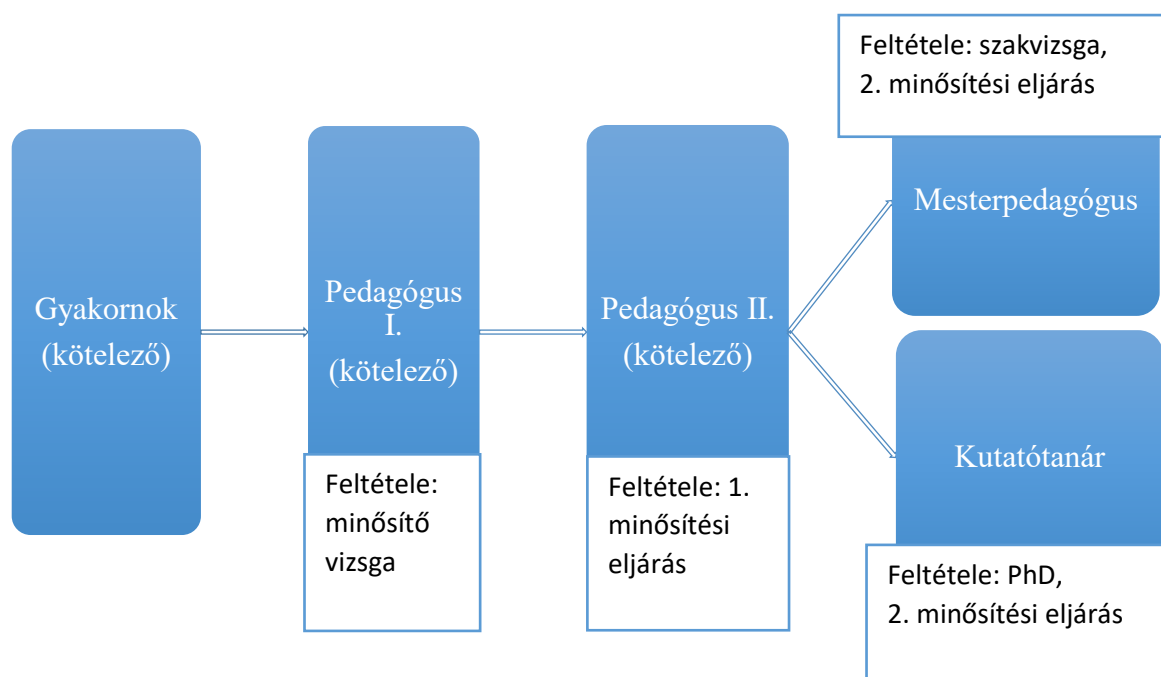 Gyakornok
(kötelező)
Pedagógus
I.
(kötelező)
Feltétele:
minősítő
vizsga
Pedagógus II.
(kötelező)
Feltétele: 1.
minősítési
eljárás
Feltétele: szakvizsga,
2. minősítési eljárás
Mesterpedagógus
Kutatótanár
Feltétele: PhD,
2. minősítési eljárás